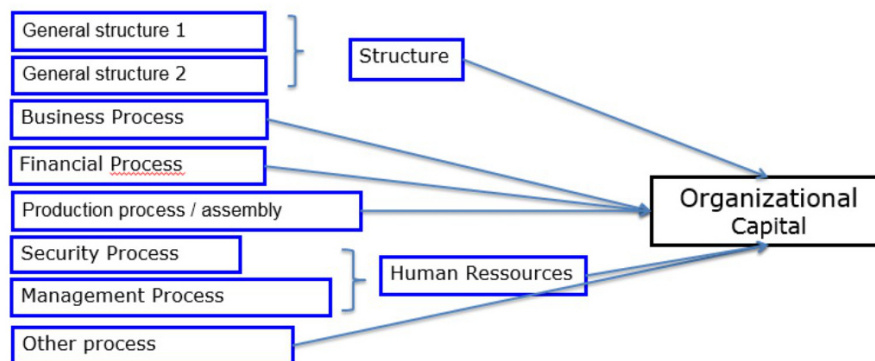 General structure 1
Structure
General structure 2
Business Process
Financial Process
Production process / assembly
Organizational
Capital
Security Process
Human Ressources
Management Process
Other process